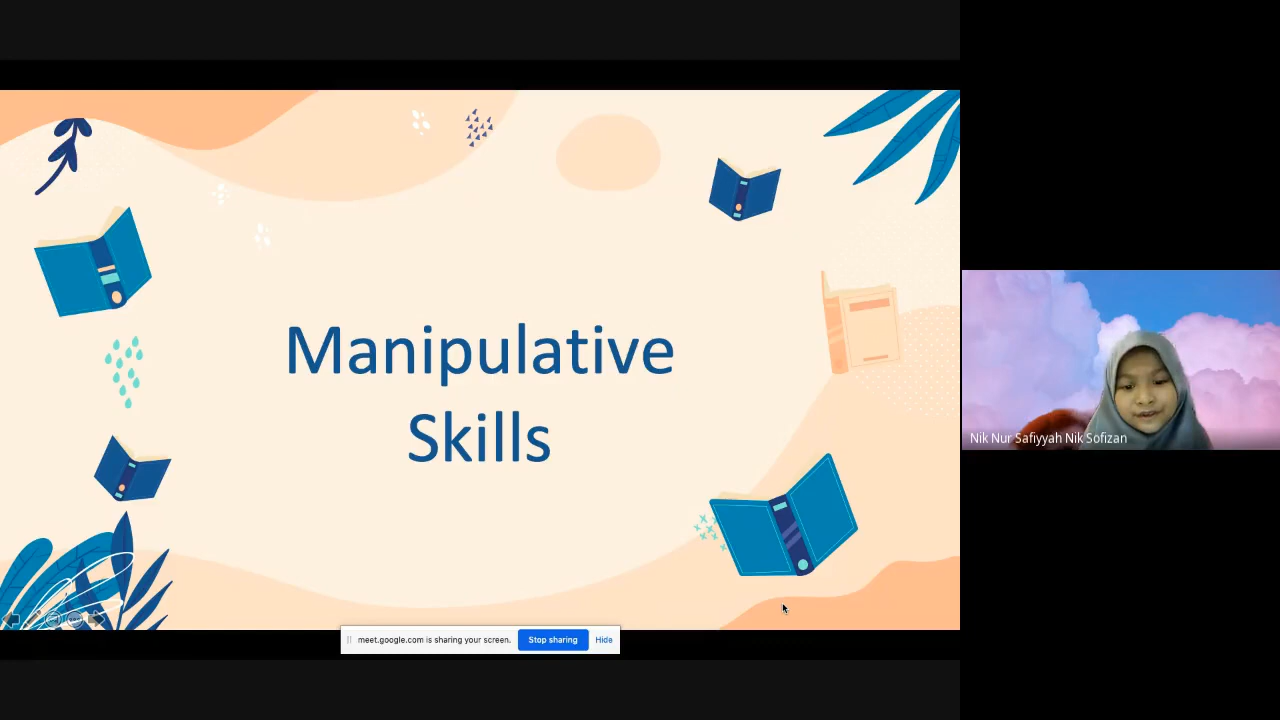 Manipulative
Skills
Nik Nur Safiyyah Nik Sofizan
meet.google.com is sharing your screen.
Stop sharing
Hide